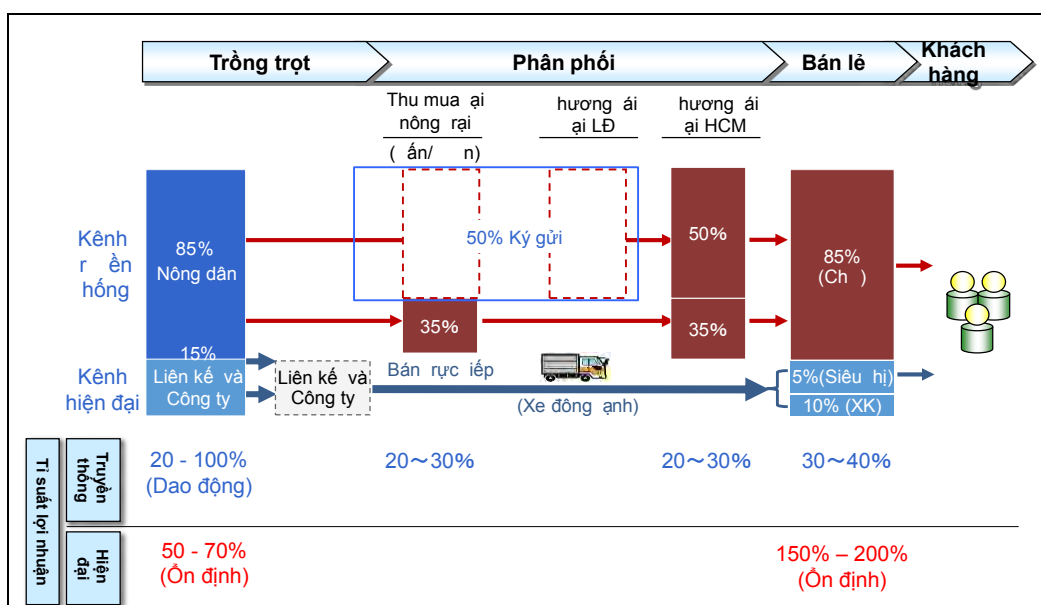 Trồng trọt
Phân phối
Bán lẻ
Khách
hàng
Thu mua ại
nông rại
( ấn/ n)
hương ái
ại LĐ
hương ái
ại HCM
Kênh
r ền
hống
85%
Nông dân
50% Ký gửi
50%
85%
(Ch )
35%
35%
15%
Liên kế và
Công ty
Kênh
hiện đại
Liên kế và
Công ty
Bán rực iếp
(Xe đông ạnh)
5%(Siêu hị)
10% (XK)
Tỉ suất lợi nhuận
Truyền
thống
20 - 100%
(Dao động)
20～30%
20～30%
30～40%
Hiện
đại
50 - 70%
(Ổn định)
150% – 200%
(Ổn định)